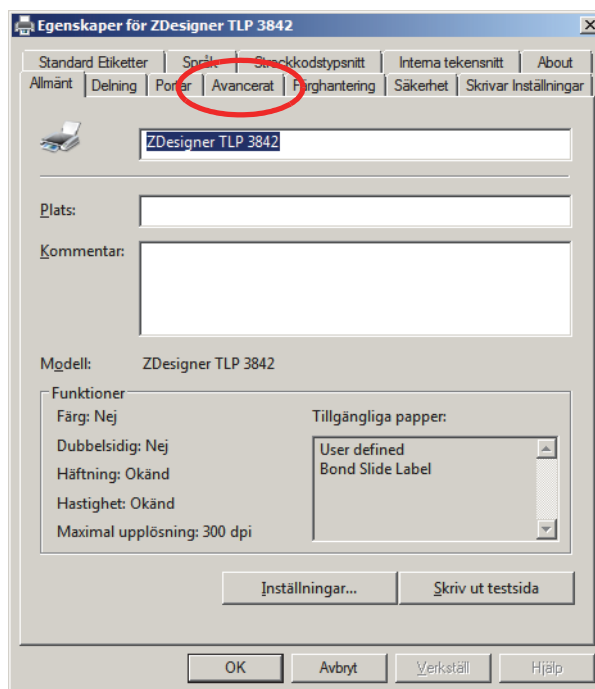 Egenskaper för ZDesigner TLP 3842
Standard Etiketter Språk Streckkodstypsnitt Interna tekensnitt About
Allmänt Delning Portar Avancerat Färghantering Säkerhet Skrivar Inställningar
ZDesigner TLP 3842
Plats:
Kommentar:
Modell: ZDesigner TLP 3842
Funktioner
Färg: Nej Tillgängliga papper:
Dubbelsidig: Nej User defined
Häftning: Okänd Bond Slide Label
Hastighet: Okänd
Maximal upplösning: 300 dpi
Inställningar... Skriv ut testsida
OK Avbryt Verkställ Hjälp